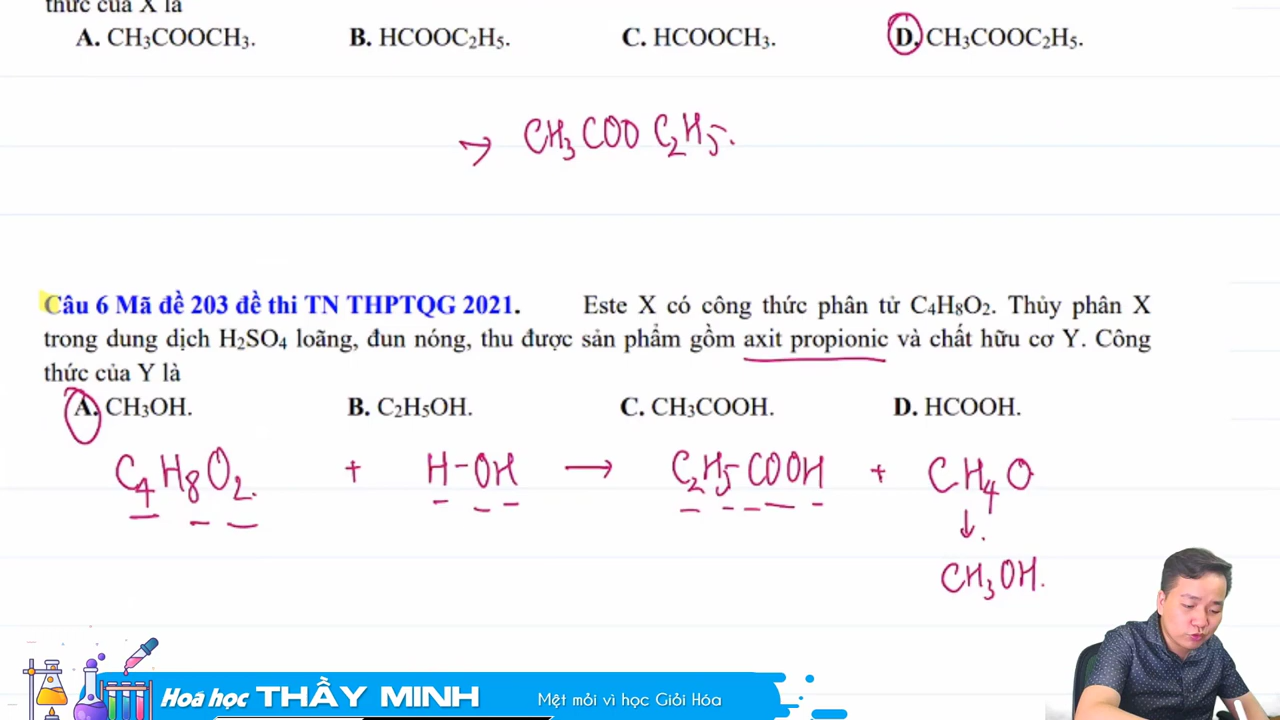 thức của X là
A. CH3COOCH3. B. HCOOC2H5. C. HCOOCH3. D. CH3COOC2H5.
→ CH3COOC2H5.
Câu 6 Mã đề 203 đề thi TN THPTQG 2021. Este X có công thức phân tử C4H8O2. Thủy phân X
trong dung dịch H2SO4 loãng, đun nóng, thu được sản phẩm gồm axit propionic và chất hữu cơ Y. Công
thức của Y là
A. CH3OH. B. C2H5OH. C. CH3COOH. D. HCOOH.
C4H8O2. + H-OH → C2H5COOH + CH4O
↓
CH3OH.
Hoá học THẦY MINH Mệt mỏi vì học Giỏi Hóa